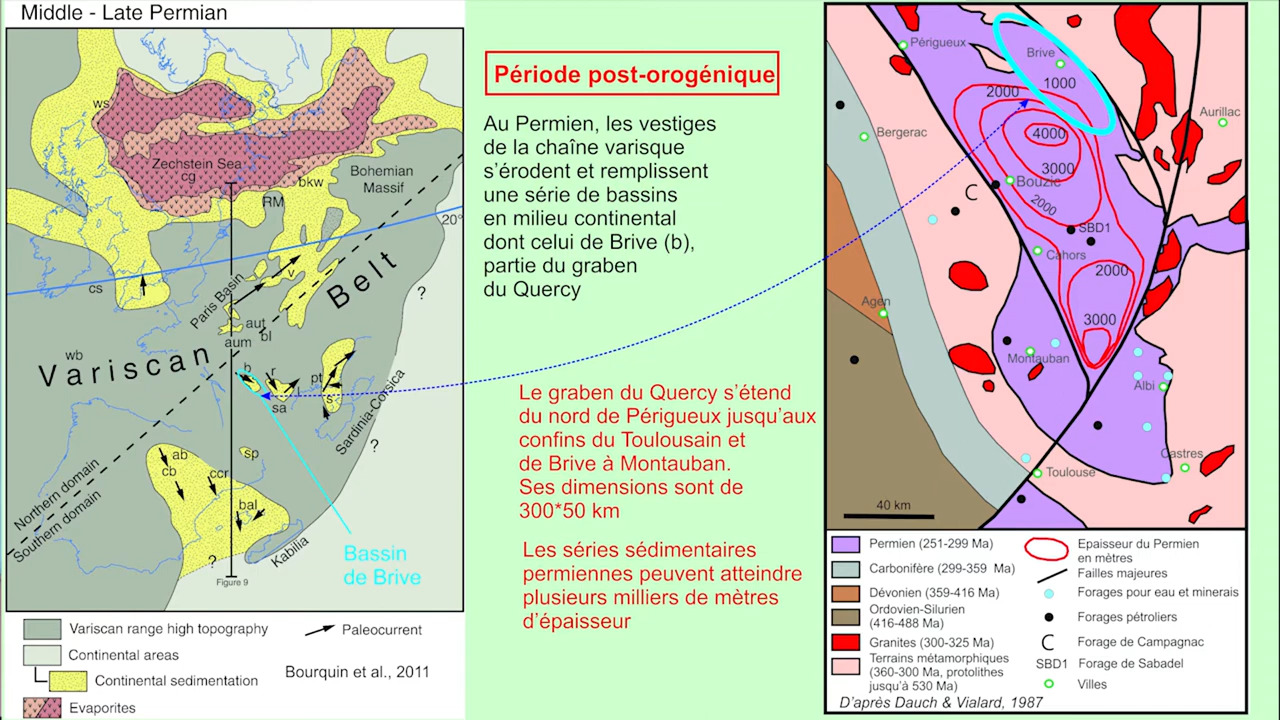 Middle - Late Permian
ws
Zechstein Sea
cg
bkw
Bohemian
Massif
RM
20°
cs
v
Paris Basin
Belt
?
aut
bl
aum
wb
Variscan
b
r
l
pt
s
sa
Sardinia-Corsica
?
ab
cb
ccr
sp
bal
Northern domain
Southern domain
?
Kabilia
Figure 9
Bassin
de Brive
Variscan range high topography
Paleocurrent
Continental areas
Bourquin et al., 2011
Continental sedimentation
Evaporites
Période post-orogénique
Au Permien, les vestiges
de la chaîne varisque
s'érodent et remplissent
une série de bassins
en milieu continental
dont celui de Brive (b),
partie du graben
du Quercy
Le graben du Quercy s'étend
du nord de Périgueux jusqu'aux
confins du Toulousain et
de Brive à Montauban.
Ses dimensions sont de
300*50 km
Les séries sédimentaires
permiennes peuvent atteindre
plusieurs milliers de mètres
d'épaisseur
Périgueux
Brive
1000
2000
Aurillac
Bergerac
4000
3000
Bouzic
C
2000
SBD1
Cahors
2000
Agen
3000
Montauban
Albi
Castres
Toulouse
40 km
Permien (251-299 Ma)
Carbonifère (299-359 Ma)
Dévonien (359-416 Ma)
Ordovien-Silurien
(416-488 Ma)
Granites (300-325 Ma)
Terrains métamorphiques
(360-300 Ma, protolithes
jusqu'à 530 Ma)
Epaisseur du Permien
en mètres
Failles majeures
Forages pour eau et minerais
Forages pétroliers
C Forage de Campagnac
SBD1 Forage de Sabadel
Villes
D'après Dauch & Vialard, 1987